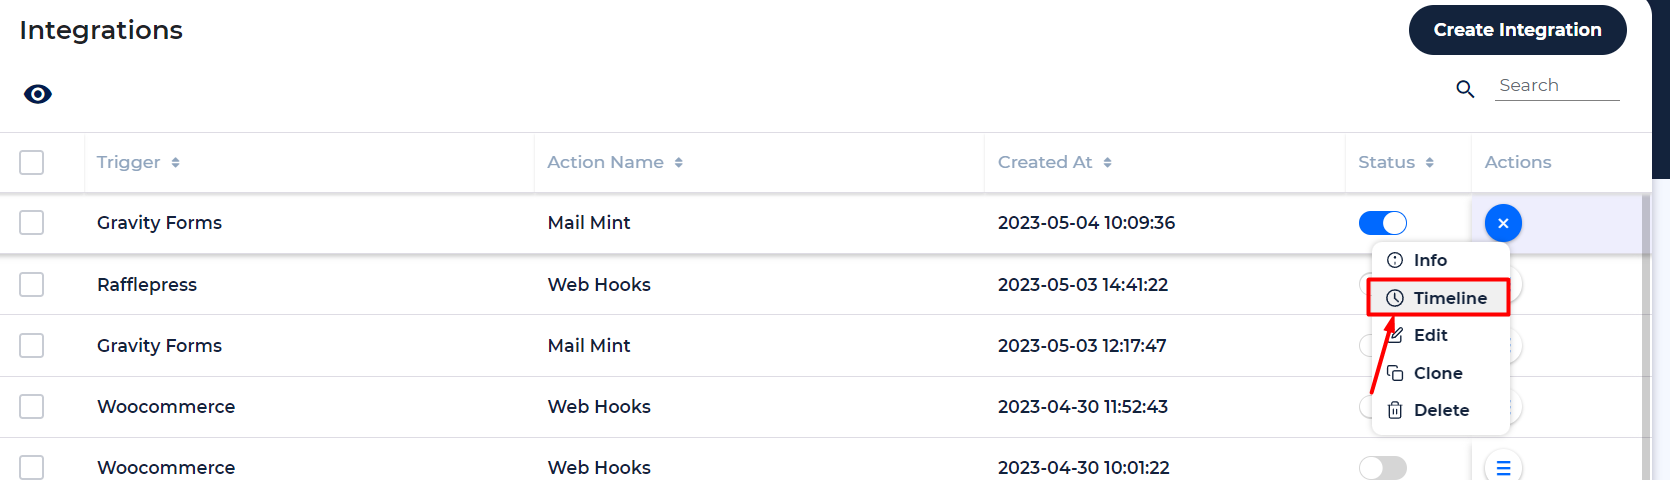 Integrations
Create Integration
Search
Trigger Action Name Created At Status Actions
Gravity Forms Mail Mint 2023-05-04 10:09:36
Info
Rafflepress Web Hooks 2023-05-03 14:41:22
Timeline
Edit
Gravity Forms Mail Mint 2023-05-03 12:17:47
Clone
Woocommerce Web Hooks 2023-04-30 11:52:43
Delete
Woocommerce Web Hooks 2023-04-30 10:01:22